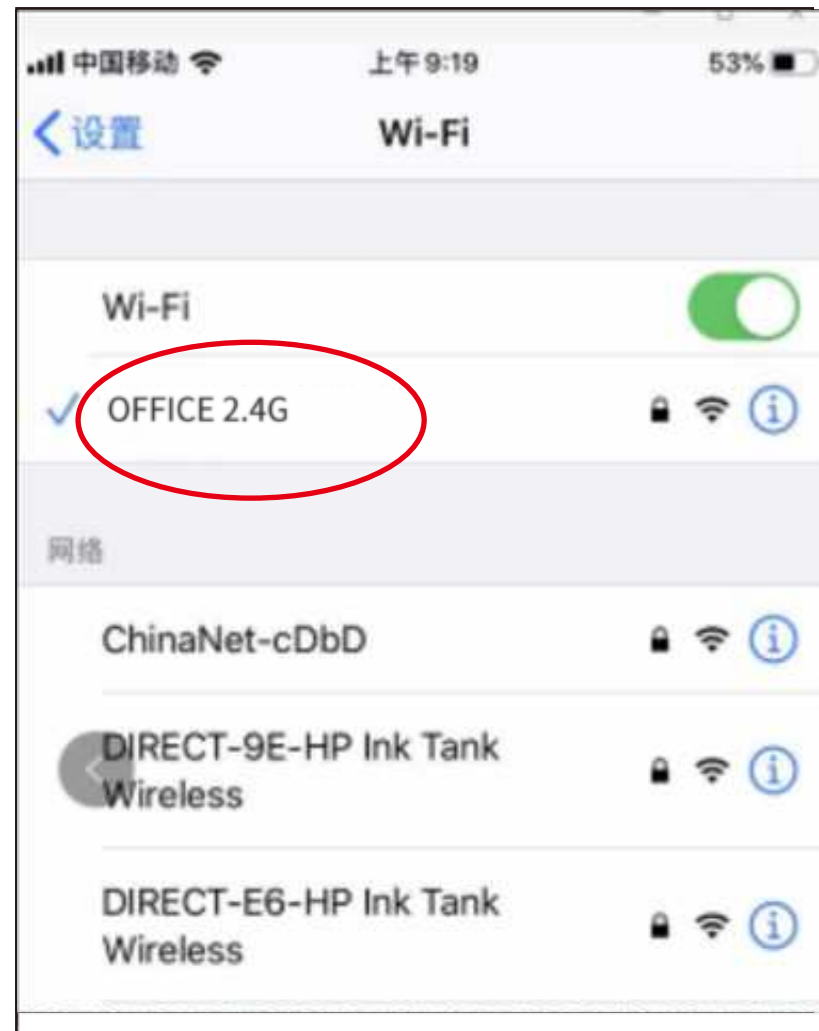 中国移动 上午9:19 53%
设置 Wi-Fi
Wi-Fi
OFFICE 2.4G
网络
ChinaNet-cDbD
DIRECT-9E-HP Ink Tank
Wireless
DIRECT-E6-HP Ink Tank
Wireless